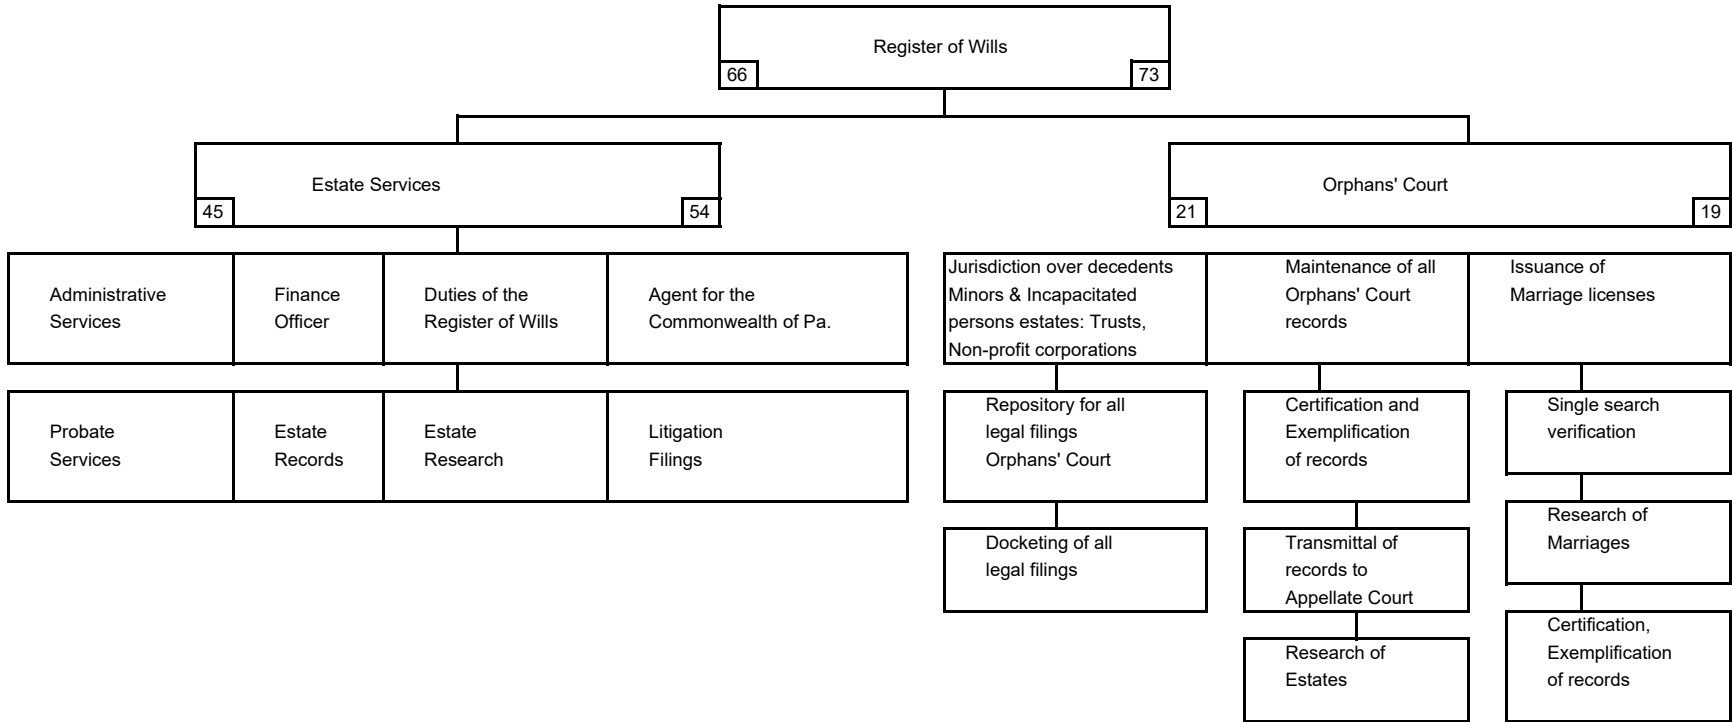 Register of Wills
66
73
Estate Services
45
54
Orphans' Court
21
19
Administrative
Services
Finance
Officer
Duties of the
Register of Wills
Agent for the
Commonwealth of Pa.
Probate
Services
Estate
Records
Estate
Research
Litigation
Filings
Jurisdiction over decedents
Minors & Incapacitated
persons estates: Trusts,
Non-profit corporations
Maintenance of all
Orphans' Court
records
Issuance of
Marriage licenses
Repository for all
legal filings
Orphans' Court
Docketing of all
legal filings
Certification and
Exemplification
of records
Transmittal of
records to
Appellate Court
Research of
Estates
Single search
verification
Research of
Marriages
Certification,
Exemplification
of records